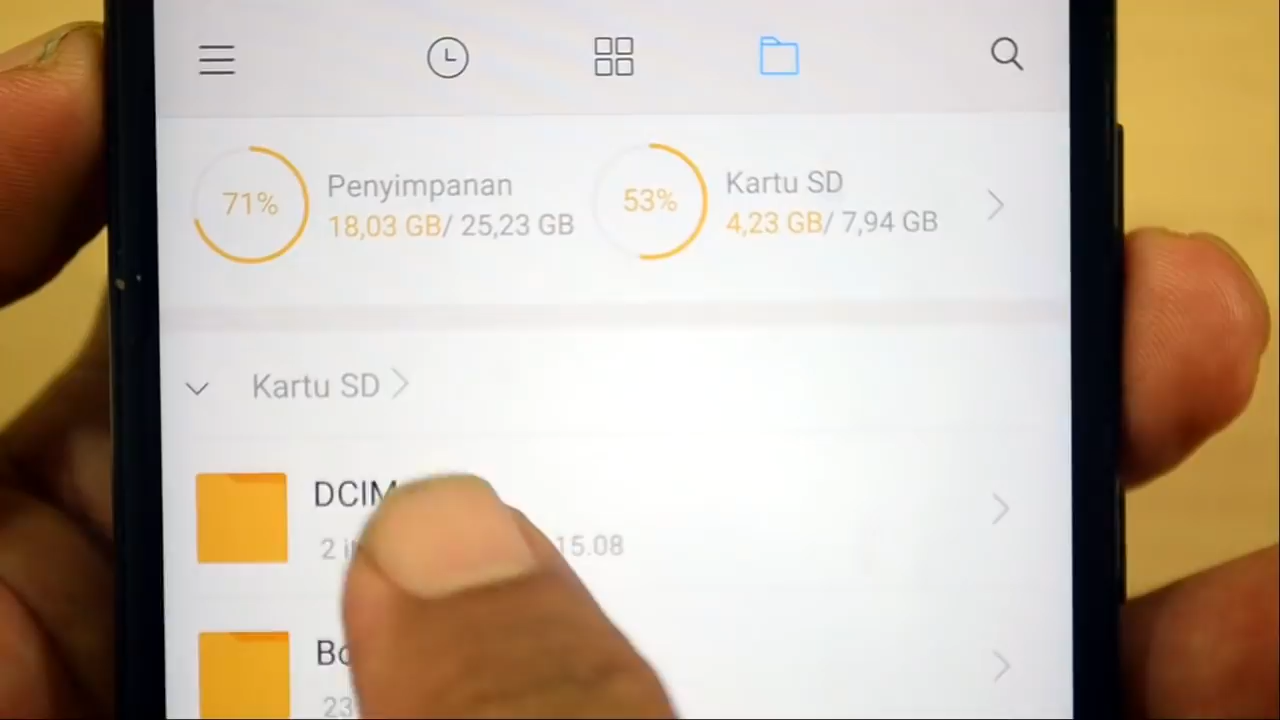 71%
Penyimpanan
18,03 GB/ 25,23 GB
53%
Kartu SD
4,23 GB/ 7,94 GB
Kartu SD
DCIM
2 15.08